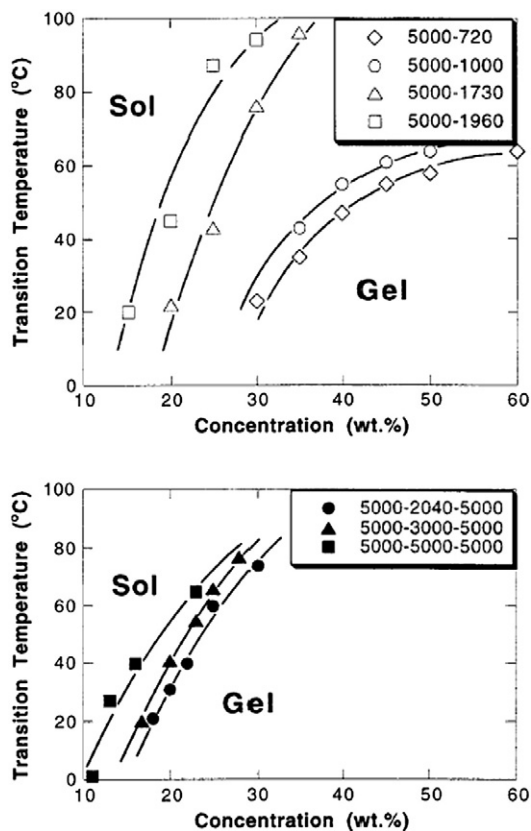 100
80
60
40
20
0
Transition Temperature (°C)
Sol
Gel
5000-720
5000-1000
5000-1730
5000-1960
10 20 30 40 50 60
Concentration (wt.%)
100
80
60
40
20
0
Transition Temperature (°C)
Sol
Gel
5000-2040-5000
5000-3000-5000
5000-5000-5000
10 20 30 40 50 60
Concentration (wt.%)